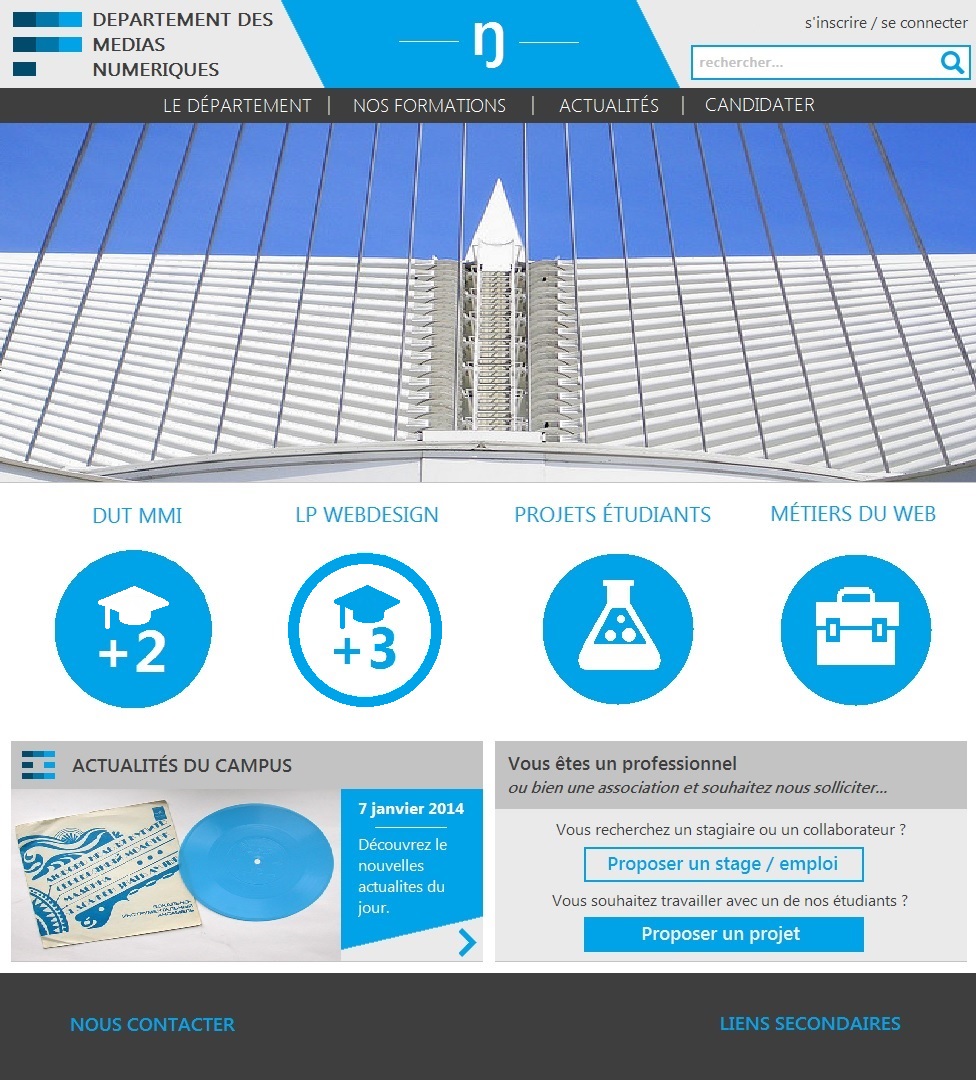 DEPARTEMENT DES
MEDIAS
NUMERIQUES
ŋ
s'inscrire / se connecter
rechercher...
LE DÉPARTEMENT | NOS FORMATIONS | ACTUALITÉS | CANDIDATER
DUT MMI
LP WEBDESIGN
PROJETS ÉTUDIANTS
MÉTIERS DU WEB
+2
+3
ACTUALITÉS DU CAMPUS
7 janvier 2014
Découvrez le
nouvelles
actualites du
jour.
Vous êtes un professionnel
ou bien une association et souhaitez nous solliciter...
Vous recherchez un stagiaire ou un collaborateur ?
Proposer un stage / emploi
Vous souhaitez travailler avec un de nos étudiants ?
Proposer un projet
NOUS CONTACTER
LIENS SECONDAIRES